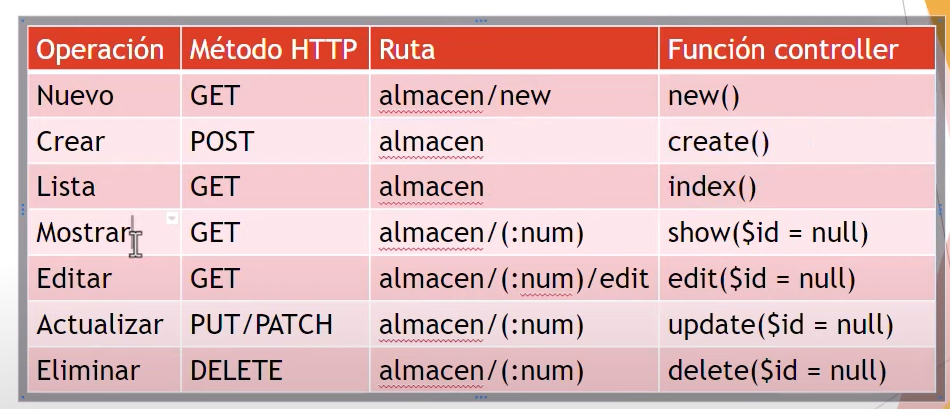 Operación Método HTTP Ruta Función controller
Nuevo GET almacen/new new()
Crear POST almacen create()
Lista GET almacen index()
Mostrar GET almacen/(:num) show($id = null)
Editar GET almacen/(:num)/edit edit($id = null)
Actualizar PUT/PATCH almacen/(:num) update($id = null)
Eliminar DELETE almacen/(:num) delete($id = null)